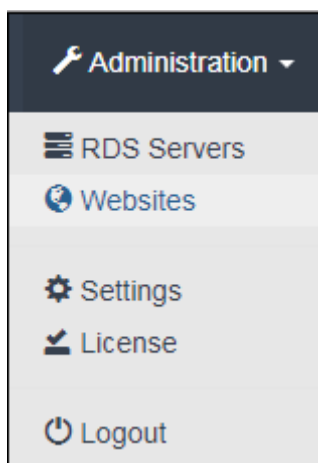 Administration
RDS Servers
Websites
Settings
License
Logout